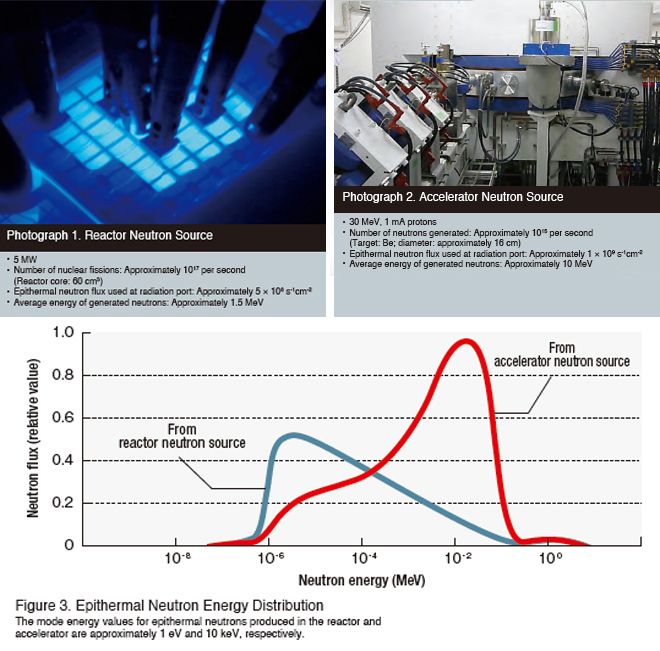 Photograph 1. Reactor Neutron Source
• 5 MW
• Number of nuclear fissions: Approximately 10¹⁷ per second
(Reactor core: 60 cm³)
• Epithermal neutron flux used at radiation port: Approximately 5 × 10⁸ s⁻¹cm⁻²
• Average energy of generated neutrons: Approximately 1.5 MeV
Photograph 2. Accelerator Neutron Source
• 30 MeV, 1 mA protons
• Number of neutrons generated: Approximately 10¹⁵ per second
(Target: Be; diameter: approximately 16 cm)
• Epithermal neutron flux used at radiation port: Approximately 1 × 10⁹ s⁻¹cm⁻²
• Average energy of generated neutrons: Approximately 10 MeV
Neutron flux (relative value)
1.0
0.8
0.6
0.4
0.2
0
From
reactor neutron source
From
accelerator neutron source
10⁻⁸
10⁻⁶
10⁻⁴
10⁻²
10⁰
Neutron energy (MeV)
Figure 3. Epithermal Neutron Energy Distribution
The mode energy values for epithermal neutrons produced in the reactor and
accelerator are approximately 1 eV and 10 keV, respectively.